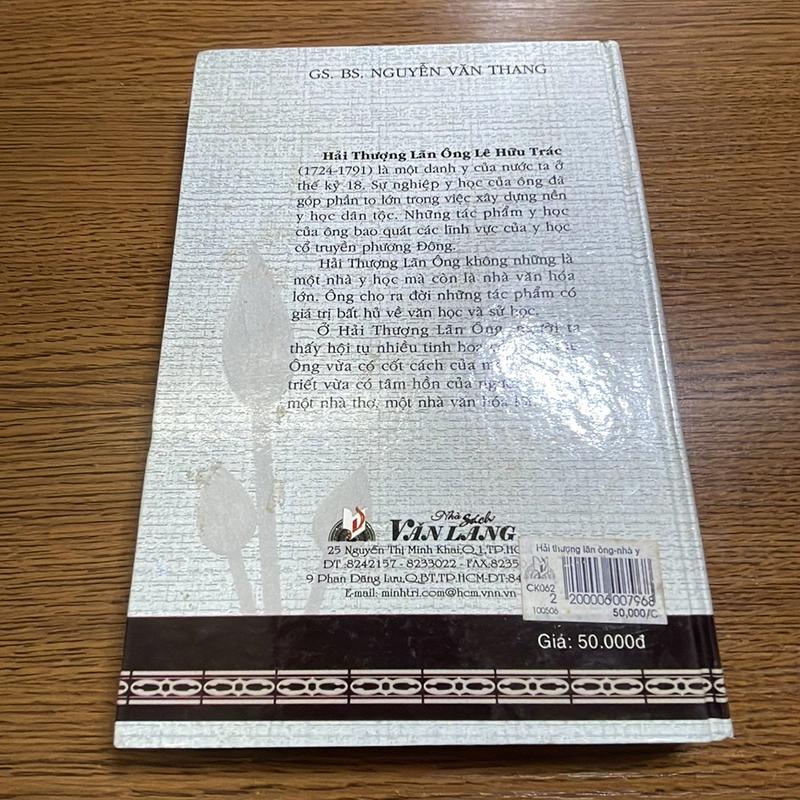 GS. BS. NGUYỄN VĂN THANG
Hải Thượng Lãn Ông Lê Hữu Trác
(1724-1791) là một danh y của nước ta ở
thế kỷ 18. Sự nghiệp y học của ông đã
góp phần to lớn trong việc xây dựng nền
y học dân tộc. Những tác phẩm y học
của ông bao quát các lĩnh vực của y học
cổ truyền phương Đông.
Hải Thượng Lãn Ông không những là
một nhà y học mà còn là nhà văn hóa
lớn. Ông cho ra đời những tác phẩm có
giá trị bất hủ về văn học và sử học.
Ở Hải Thượng Lãn Ông, người ta
thấy hội tụ nhiều tinh hoa
Ông vừa có cốt cách của
triết vừa có tâm hồn của
một nhà thơ, một nhà văn hóa
Nhà Sách
VĂN LANG
25 Nguyễn Thị Minh Khai,Q.1,TP.HC
ĐT :8242157 - 8233022 - FAX:8235
9 Phan Đăng Lưu,Q.BT,TP.HCM-ĐT:84
E-mail: minhtri.com@hcm.vnn.vn
Hải thượng lãn ông-nhà y
CK062
2 200006007968
100506 50,000/C
Giá: 50.000đ